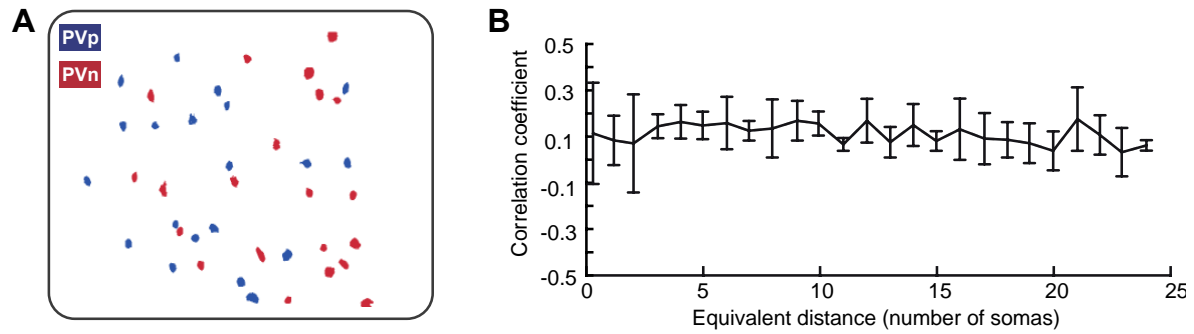 A
PVp
PVn
B
Correlation coefficient
0.5
0.3
0.1
-0.1
-0.3
-0.5
0 5 10 15 20 25
Equivalent distance (number of somas)